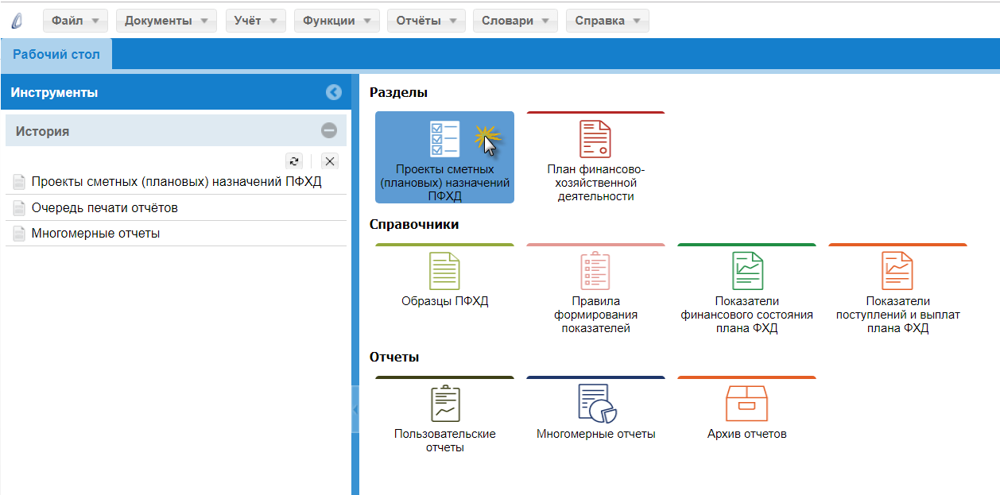 Файл Документы Учёт Функции Отчёты Словари Справка
Рабочий стол
Инструменты
История
Проекты сметных (плановых) назначений ПФХД
Очередь печати отчётов
Многомерные отчеты
Разделы
Проекты сметных
(плановых) назначений
ПФХД
План финансово-
хозяйственной
деятельности
Справочники
Образцы ПФХД
Правила
формирования
показателей
Показатели
финансового состояния
плана ФХД
Показатели
поступлений и выплат
плана ФХД
Отчеты
Пользовательские
отчеты
Многомерные отчеты
Архив отчетов